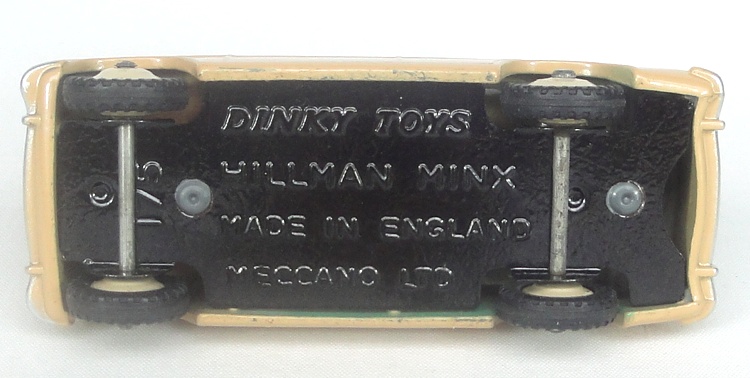 DINKY TOYS
HILLMAN MINX
MADE IN ENGLAND
MECCANO LTD
175
©